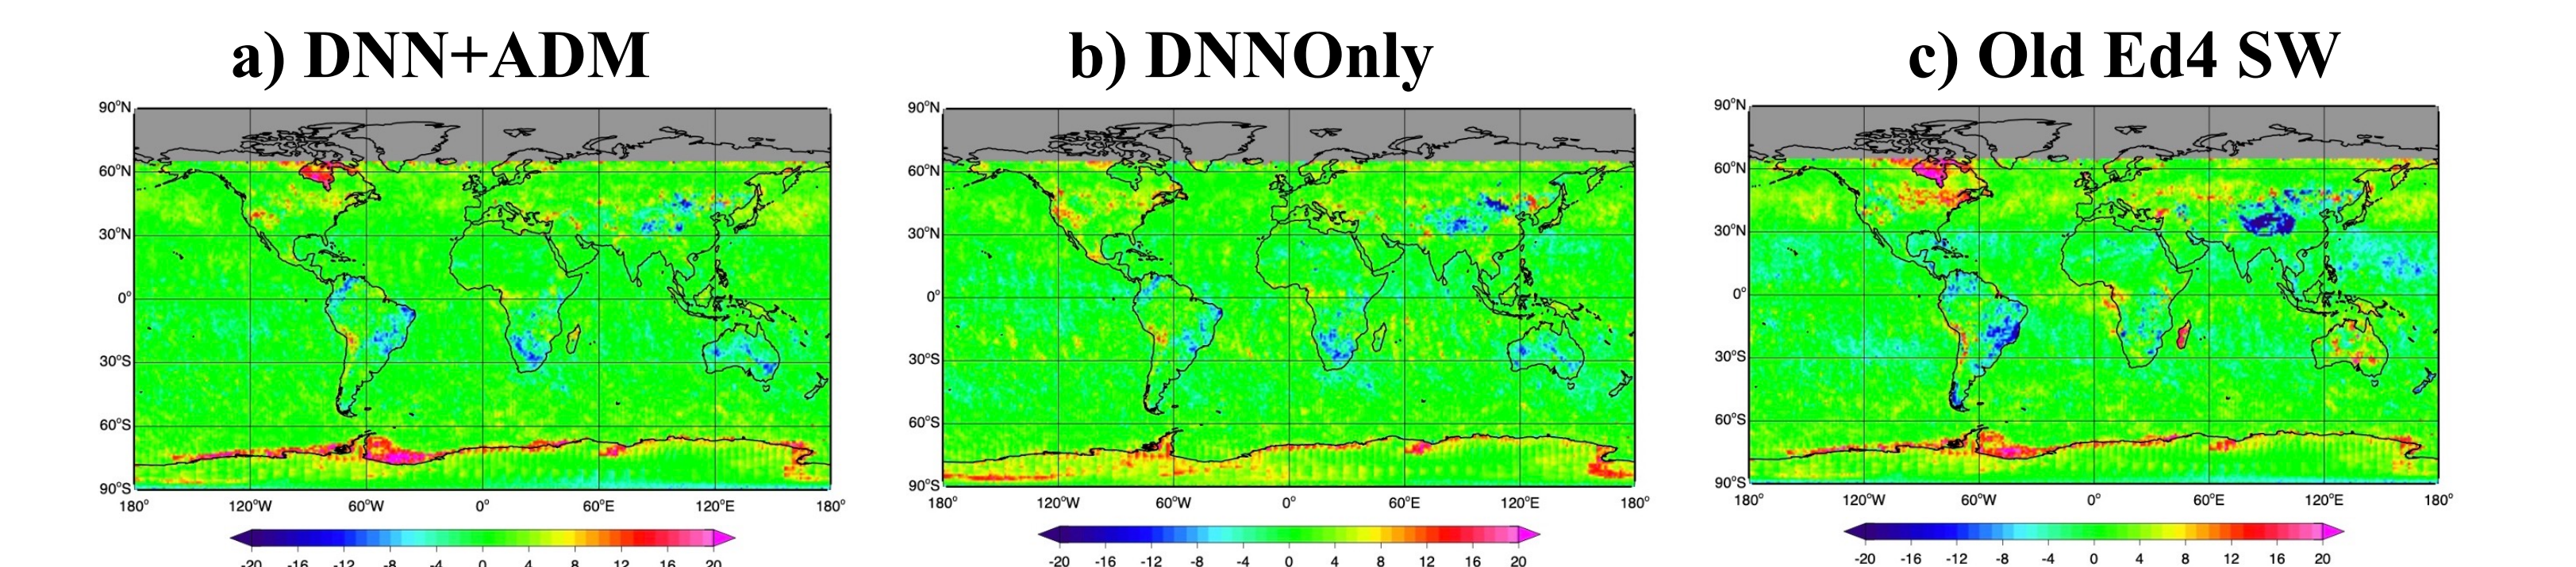 a) DNN+ADM
b) DNNOnly
c) Old Ed4 SW
90°N
60°N
30°N
0°
30°S
60°S
90°S
180°
120°W
60°W
0°
60°E
120°E
180°
-20
-16
-12
-8
-4
0
4
8
12
16
20
90°N
60°N
30°N
0°
30°S
60°S
90°S
180°
120°W
60°W
0°
60°E
120°E
180°
-20
-16
-12
-8
-4
0
4
8
12
16
20
90°N
60°N
30°N
0°
30°S
60°S
90°S
180°
120°W
60°W
0°
60°E
120°E
180°
-20
-16
-12
-8
-4
0
4
8
12
16
20